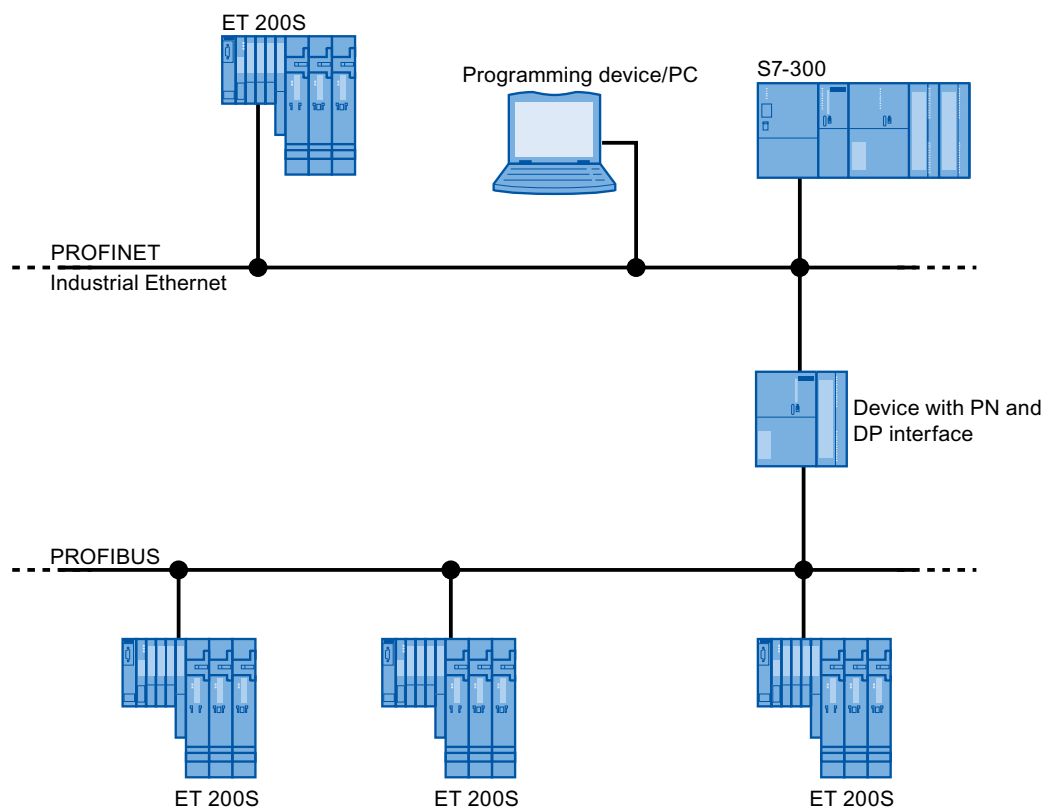 ET 200S
Programming device/PC
S7-300
PROFINET
Industrial Ethernet
Device with PN and
DP interface
PROFIBUS
ET 200S
ET 200S
ET 200S